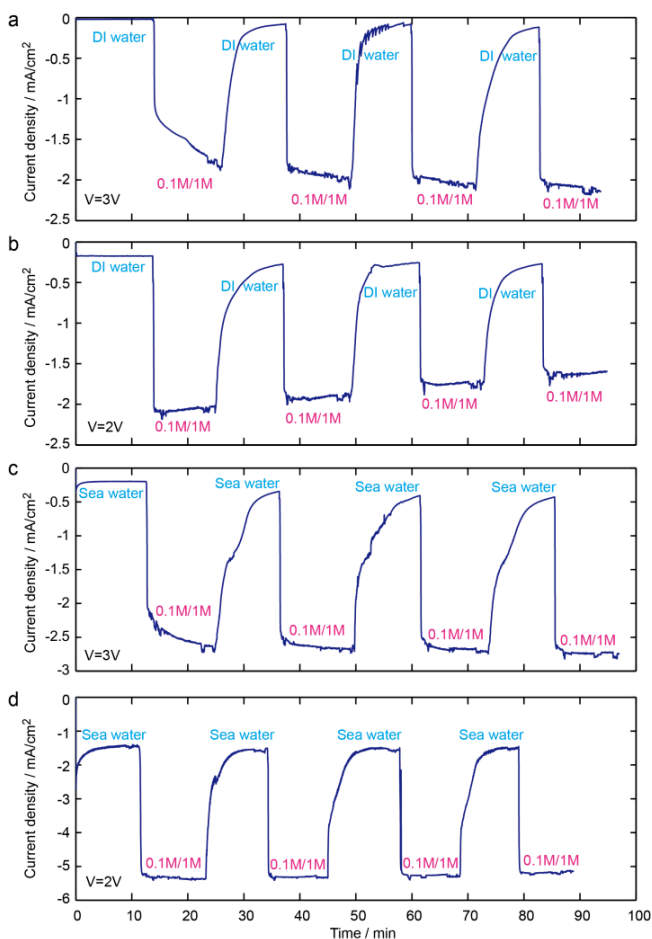 a
0
-0.5
-1
-1.5
-2
-2.5
Current density / mA/cm²
DI water DI water DI water DI water
0.1M/1M 0.1M/1M 0.1M/1M 0.1M/1M
V=3V
b
0
-0.5
-1
-1.5
-2
-2.5
Current density / mA/cm²
DI water DI water DI water DI water
0.1M/1M 0.1M/1M 0.1M/1M 0.1M/1M
V=2V
c
0
-0.5
-1
-1.5
-2
-2.5
-3
Current density / mA/cm²
Sea water Sea water Sea water Sea water
0.1M/1M 0.1M/1M 0.1M/1M 0.1M/1M
V=3V
d
0
-1
-2
-3
-4
-5
-6
Current density / mA/cm²
Sea water Sea water Sea water Sea water
0.1M/1M 0.1M/1M 0.1M/1M 0.1M/1M
V=2V
0 10 20 30 40 50 60 70 80 90 100
Time / min